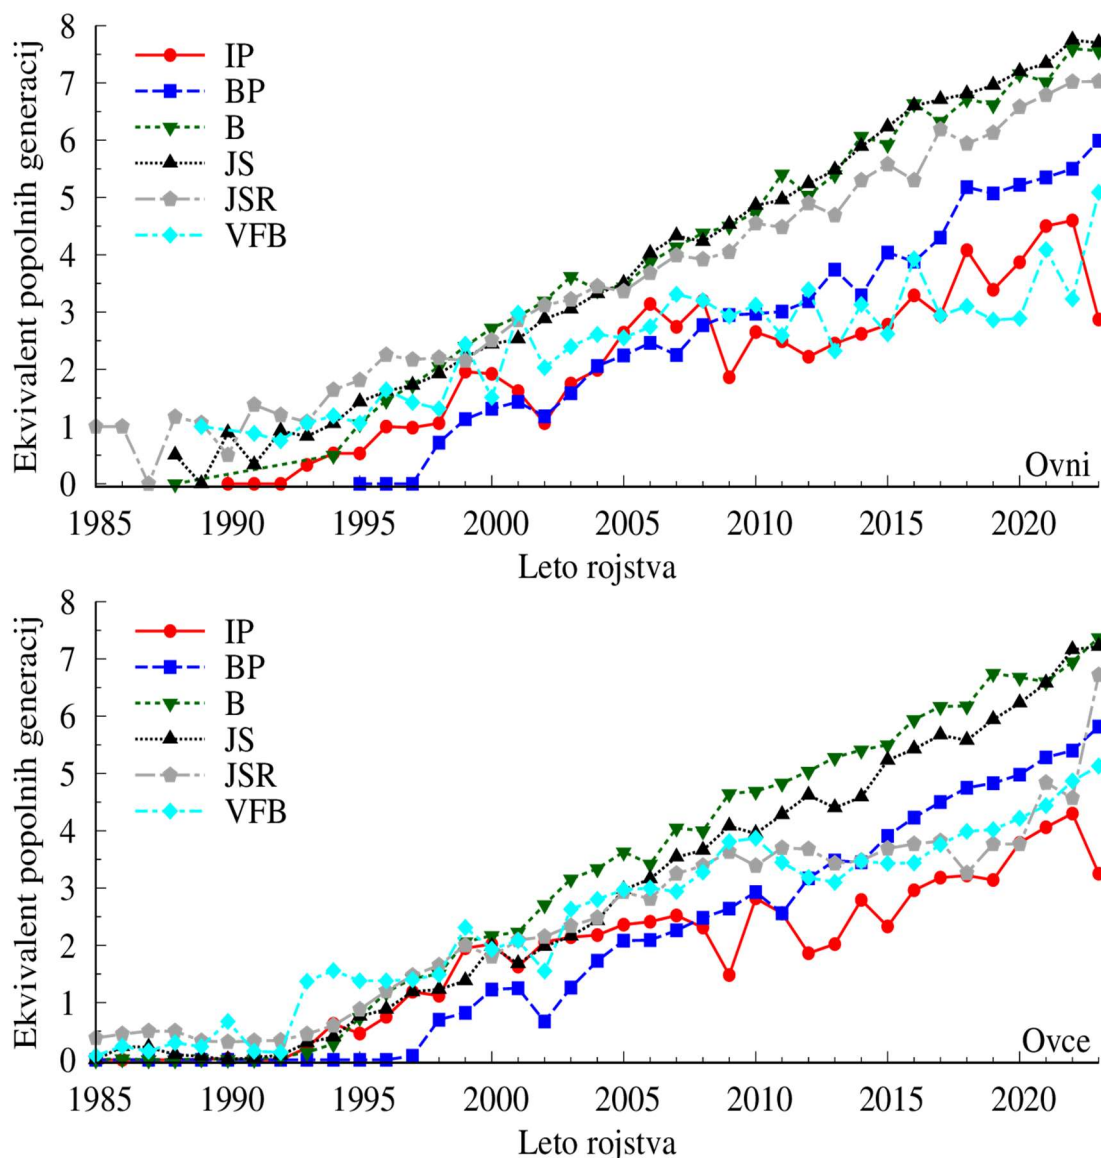 Ekvivalent popolnih generacij
8
7
6
5
4
3
2
1
0
IP
BP
B
JS
JSR
VFB
Ovni
1985 1990 1995 2000 2005 2010 2015 2020
Leto rojstva
Ekvivalent popolnih generacij
8
7
6
5
4
3
2
1
0
IP
BP
B
JS
JSR
VFB
Ovce
1985 1990 1995 2000 2005 2010 2015 2020
Leto rojstva